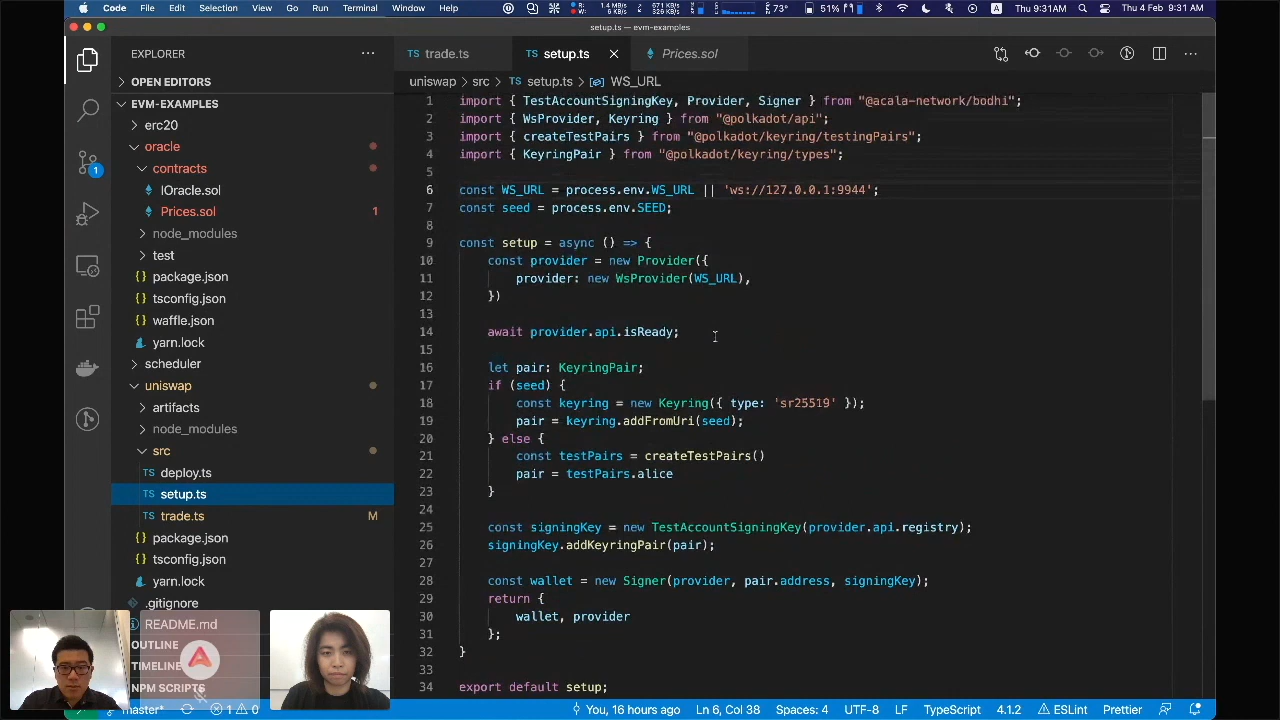 Code File Edit Selection View Go Run Terminal Window Help
73° 51% Thu 9:31AM Thu 4 Feb 9:31 AM
setup.ts — evm-examples
EXPLORER
TS trade.ts
TS setup.ts
Prices.sol
OPEN EDITORS
uniswap > src > TS setup.ts > WS_URL
EVM-EXAMPLES
erc20
oracle
contracts
IOracle.sol
Prices.sol 1
node_modules
test
package.json
tsconfig.json
waffle.json
yarn.lock
scheduler
uniswap
artifacts
node_modules
src
TS deploy.ts
TS setup.ts
TS trade.ts M
package.json
tsconfig.json
yarn.lock
.gitignore
README.md
OUTLINE
TIMELINE
NPM SCRIPTS
1 import { TestAccountSigningKey, Provider, Signer } from "@acala-network/bodhi";
2 import { WsProvider, Keyring } from "@polkadot/api";
3 import { createTestPairs } from "@polkadot/keyring/testingPairs";
4 import { KeyringPair } from "@polkadot/keyring/types";
5
6 const WS_URL = process.env.WS_URL || 'ws://127.0.0.1:9944';
7 const seed = process.env.SEED;
8
9 const setup = async () => {
10 const provider = new Provider({
11 provider: new WsProvider(WS_URL),
12 })
13
14 await provider.api.isReady;
15
16 let pair: KeyringPair;
17 if (seed) {
18 const keyring = new Keyring({ type: 'sr25519' });
19 pair = keyring.addFromUri(seed);
20 } else {
21 const testPairs = createTestPairs()
22 pair = testPairs.alice
23 }
24
25 const signingKey = new TestAccountSigningKey(provider.api.registry);
26 signingKey.addKeyringPair(pair);
27
28 const wallet = new Signer(provider, pair.address, signingKey);
29 return {
30 wallet, provider
31 };
32 }
33
34 export default setup;
master* 1 0 You, 16 hours ago Ln 6, Col 38 Spaces: 4 UTF-8 LF TypeScript 4.1.2 ESLint Prettier